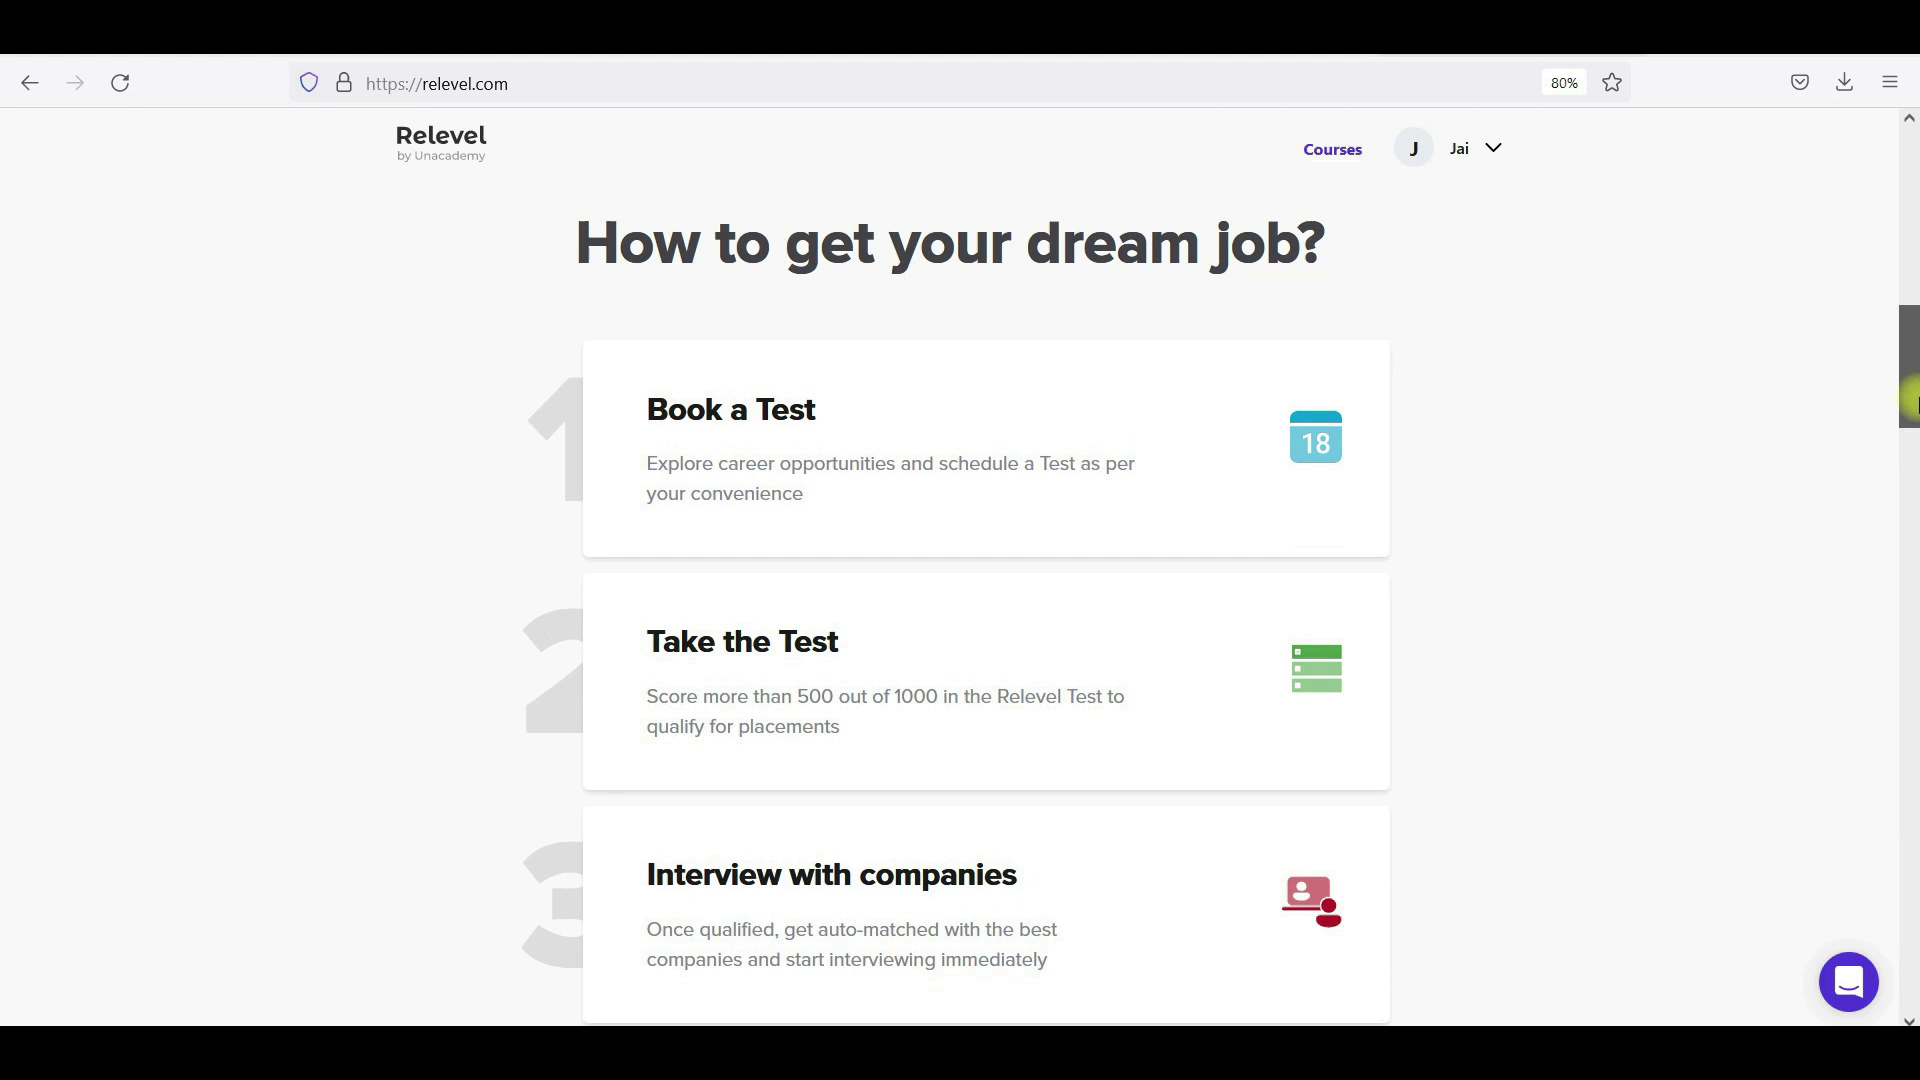 https://relevel.com
80%
Relevel
by Unacademy
Courses
J
Jai
How to get your dream job?
1
Book a Test
Explore career opportunities and schedule a Test as per
your convenience
18
2
Take the Test
Score more than 500 out of 1000 in the Relevel Test to
qualify for placements
3
Interview with companies
Once qualified, get auto-matched with the best
companies and start interviewing immediately